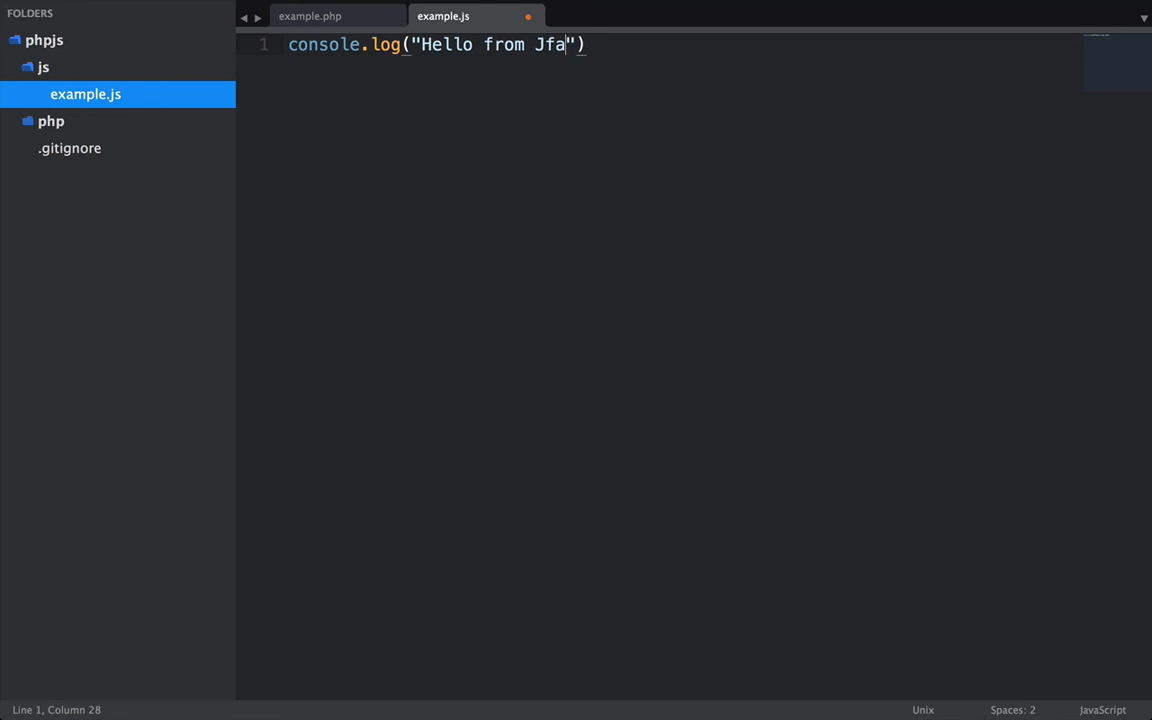 FOLDERS
phpjs
js
example.js
php
.gitignore
example.php
example.js
1 console.log("Hello from Jfa")
Line 1, Column 28
Unix
Spaces: 2
JavaScript